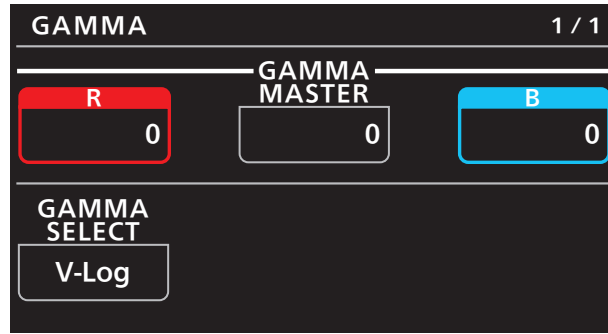 GAMMA 1 / 1
GAMMA
R MASTER B
0 0 0
GAMMA
SELECT
V-Log